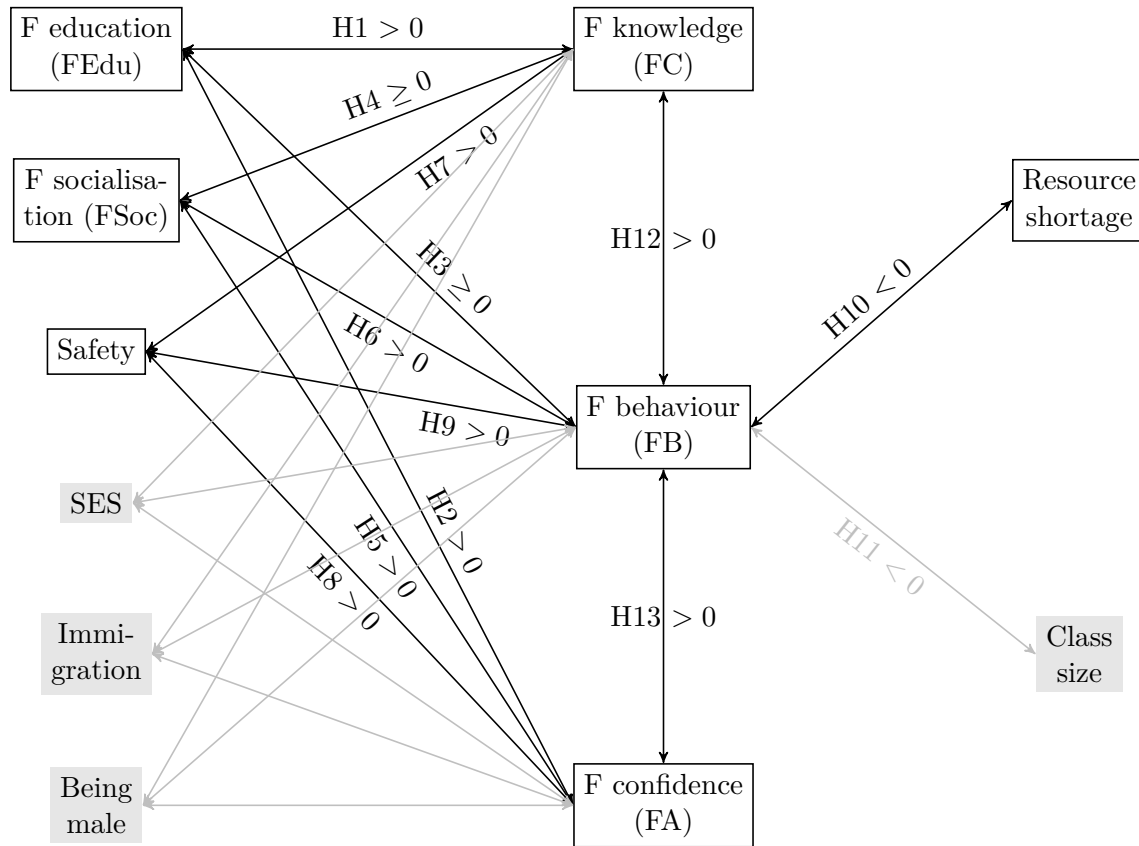 F education
(FEdu)
H1 > 0
F knowledge
(FC)
H4 ≥ 0
H7 > 0
F socialisa-
tion (FSoc)
Resource
shortage
H12 > 0
H3 ≥ 0
H10 < 0
H6 > 0
Safety
F behaviour
(FB)
H9 > 0
SES
H2 > 0
H5 > 0
H8 > 0
H11 < 0
Immi-
gration
H13 > 0
Class
size
Being
male
F confidence
(FA)